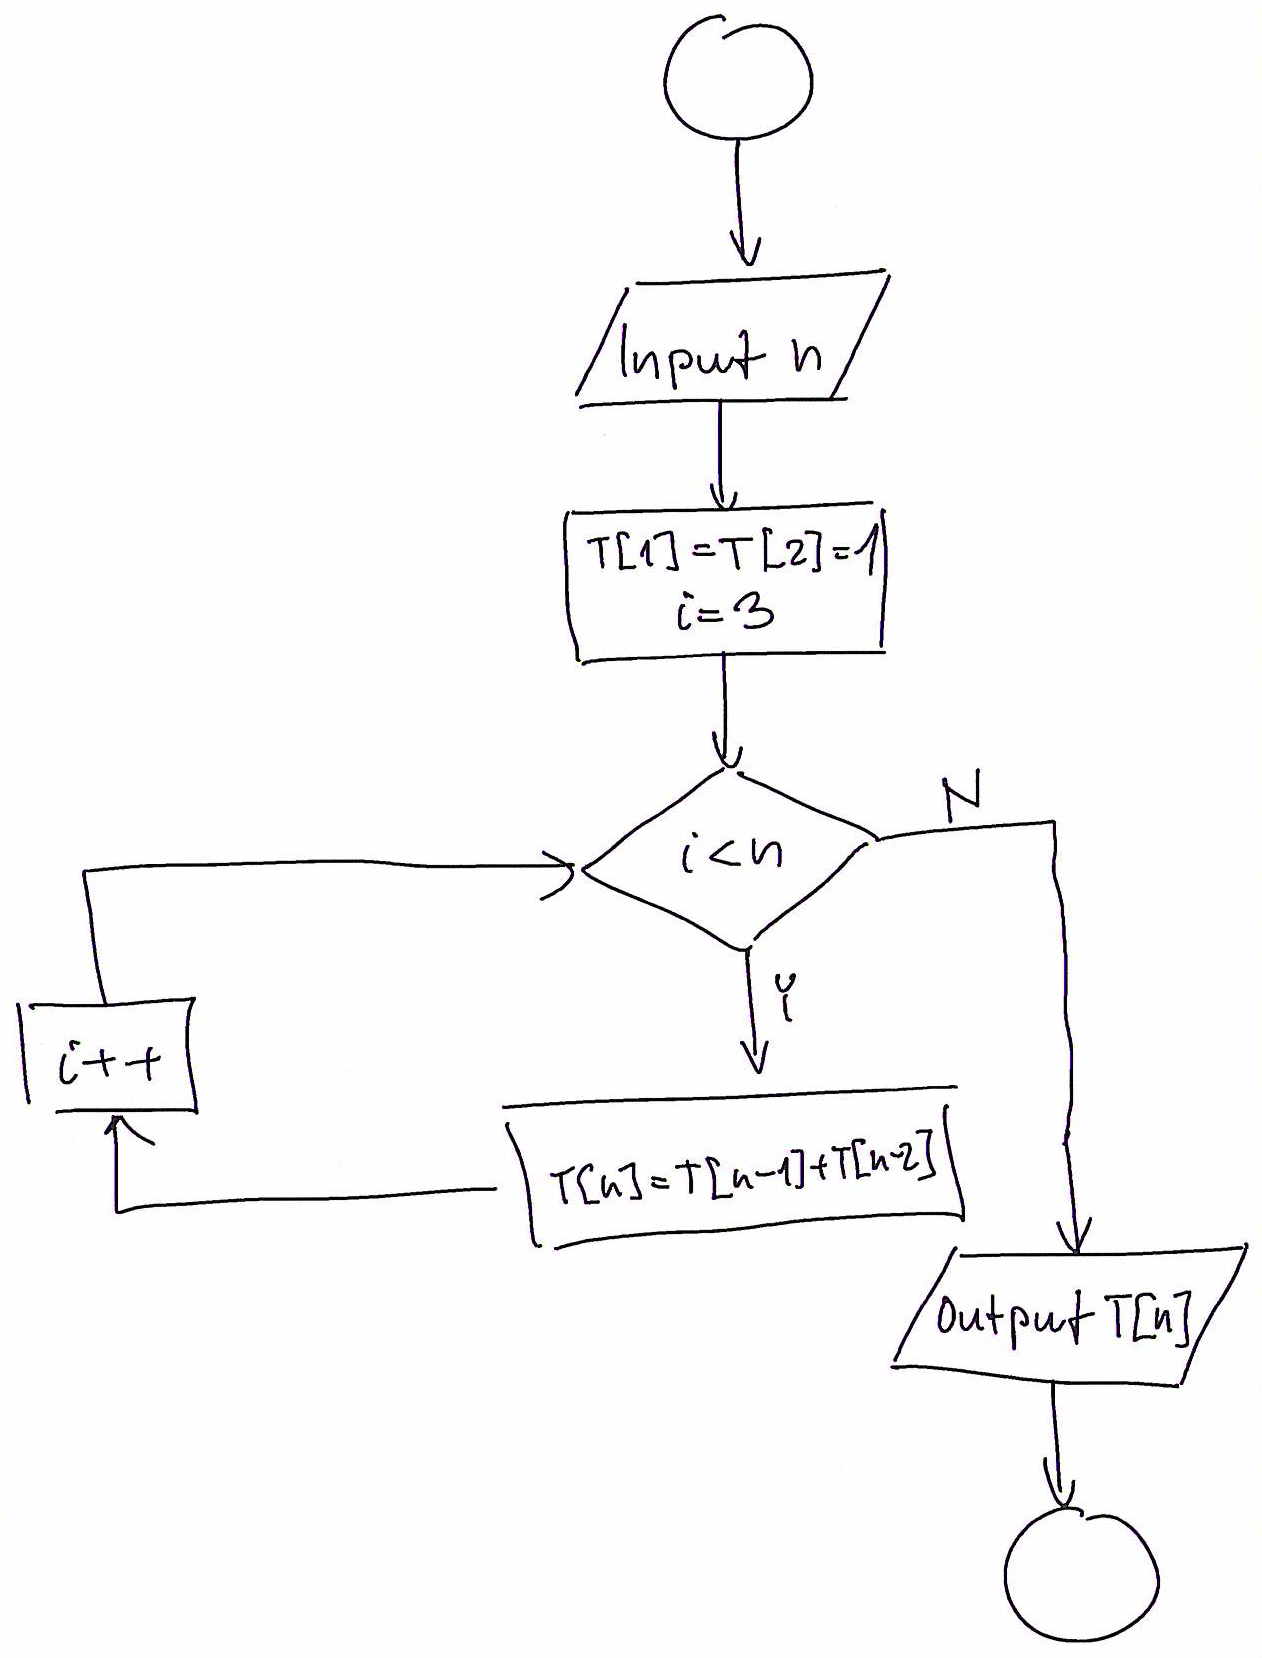 Input n
T[1]=T[2]=1
i=3
i<n
N
Y
i++
T[n]=T[n-1]+T[n-2]
Output T[n]